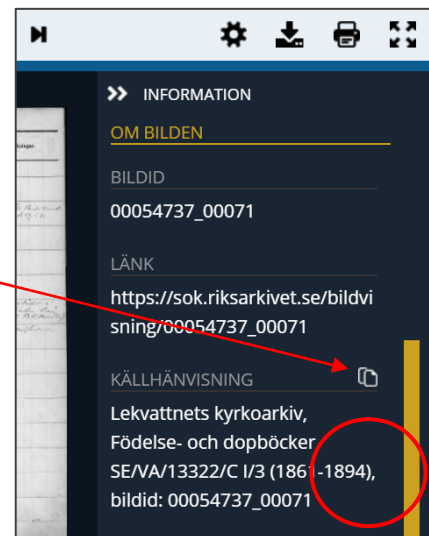 INFORMATION
OM BILDEN
BILDID
00054737_00071
LÄNK
https://sok.riksarkivet.se/bildvi
sning/00054737_00071
KÄLLHÄNVISNING
Lekvattnets kyrkoarkiv,
Födelse- och dopböcker,
SE/VA/13322/C I/3 (1861-1894),
bildid: 00054737_00071